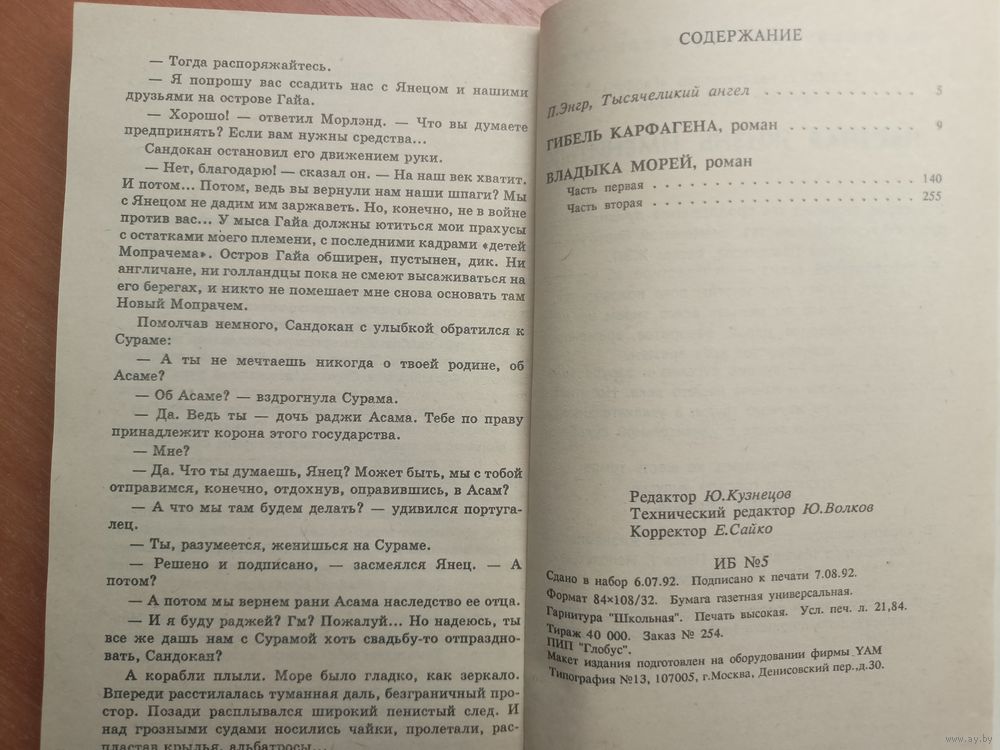 — Тогда распоряжайтесь.
— Я попрошу вас ссадить нас с Янецом и нашими
друзьями на острове Гайа.
— Хорошо! — ответил Морлэнд. — Что вы думаете
предпринять? Если вам нужны средства...
Сандокан остановил его движением руки.
— Нет, благодарю! — сказал он. — На наш век хватит.
И потом... Потом, ведь вы вернули нам наши шпаги? Мы
с Янецом не дадим им заржаветь. Но, конечно, не в войне
против вас... У мыса Гайа должны ютиться мои прахусы
с остатками моего племени, с последними кадрами «детей
Мопрачема». Остров Гайа обширен, пустынен, дик. Ни
англичане, ни голландцы пока не смеют высаживаться на
его берегах, и никто не помешает мне снова основать там
Новый Мопрачем.
Помолчав немного, Сандокан с улыбкой обратился к
Сураме:
— А ты не мечтаешь никогда о твоей родине, об
Асаме?
— Об Асаме? — вздрогнула Сурама.
— Да. Ведь ты — дочь раджи Асама. Тебе по праву
принадлежит корона этого государства.
— Мне?
— Да. Что ты думаешь, Янец? Может быть, мы с тобой
отправимся, конечно, отдохнув, оправившись, в Асам?
— А что мы там будем делать? — удивился португа-
лец.
— Ты, разумеется, женишься на Сураме.
— Решено и подписано, — засмеялся Янец. — А
потом?
— А потом мы вернем рани Асама наследство ее отца.
— И я буду раджей? Гм? Пожалуй... Но надеюсь, ты
все же дашь нам с Сурамой хоть свадьбу-то отпраздно-
вать, Сандокан?
А корабли плыли. Море было гладко, как зеркало.
Впереди расстилалась туманная даль, безграничный про-
стор. Позади расплывался широкий пенистый след. И
над грозными судами носились чайки, пролетали, рас-
пластав крылья, альбатросы...
СОДЕРЖАНИЕ
П.Энгр, Тысячеликий ангел . . . . . . . . . . . . . 5
ГИБЕЛЬ КАРФАГЕНА, роман . . . . . . . . . . . . 9
ВЛАДЫКА МОРЕЙ, роман
Часть первая . . . . . . . . . . . . . . . . . . . . 140
Часть вторая . . . . . . . . . . . . . . . . . . . . 255
Редактор Ю.Кузнецов
Технический редактор Ю.Волков
Корректор Е.Сайко
ИБ №5
Сдано в набор 6.07.92. Подписано к печати 7.08.92.
Формат 84×108/32. Бумага газетная универсальная.
Гарнитура "Школьная". Печать высокая. Усл. печ. л. 21,84.
Тираж 40 000. Заказ № 254.
ПИП "Глобус".
Макет издания подготовлен на оборудовании фирмы YAM
Типография №13, 107005, г.Москва, Денисовский пер.,д.30.
www.ay.by